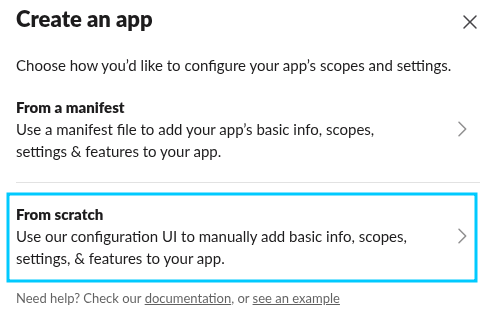 Create an app
Choose how you'd like to configure your app's scopes and settings.
From a manifest
Use a manifest file to add your app's basic info, scopes,
settings & features to your app.
From scratch
Use our configuration UI to manually add basic info, scopes,
settings, & features to your app.
Need help? Check our documentation, or see an example